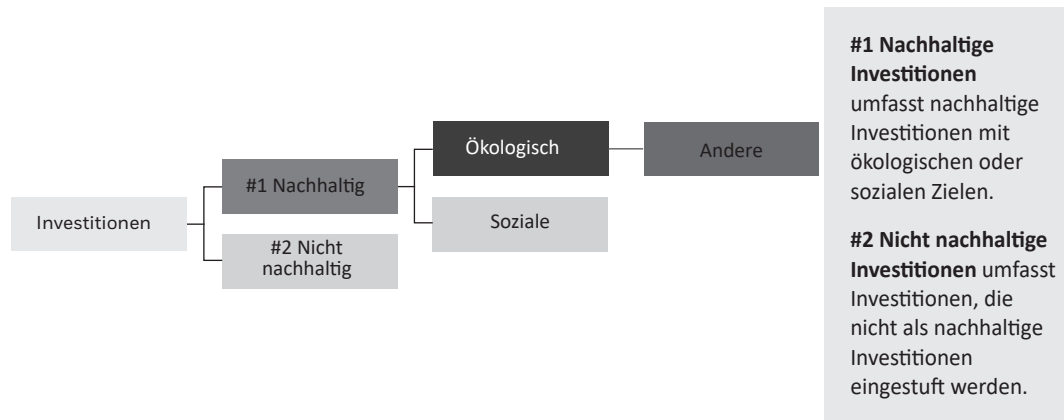 Investitionen
#1 Nachhaltig
#2 Nicht
nachhaltig
Ökologisch
Soziale
Andere
#1 Nachhaltige
Investitionen
umfasst nachhaltige
Investitionen mit
ökologischen oder
sozialen Zielen.
#2 Nicht nachhaltige
Investitionen umfasst
Investitionen, die
nicht als nachhaltige
Investitionen
eingestuft werden.